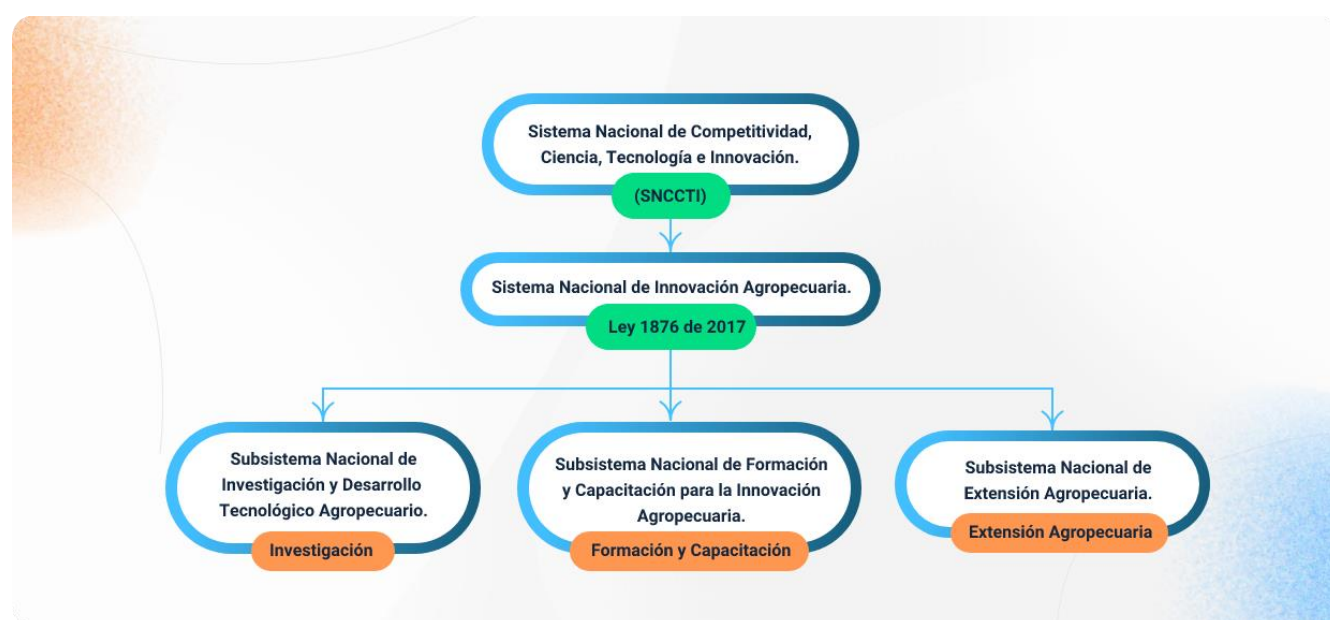 Sistema Nacional de Competitividad,
Ciencia, Tecnología e Innovación.
(SNCCTI)
Sistema Nacional de Innovación Agropecuaria.
Ley 1876 de 2017
Subsistema Nacional de
Investigación y Desarrollo
Tecnológico Agropecuario.
Investigación
Subsistema Nacional de Formación
y Capacitación para la Innovación
Agropecuaria.
Formación y Capacitación
Subsistema Nacional de
Extensión Agropecuaria.
Extensión Agropecuaria